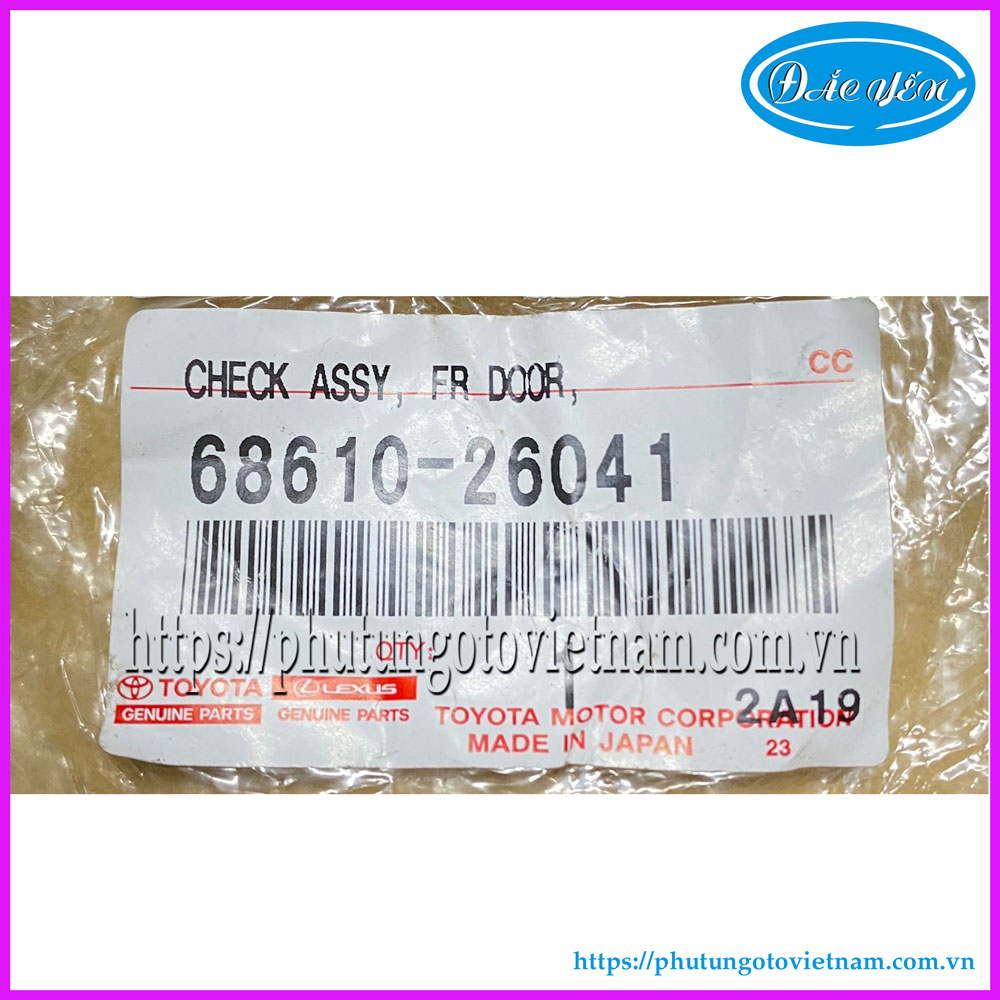 ĐẮC YẾN
CHECK ASSY, FR DOOR,
CC
68610-26041
https://phutungotovietnam.com.vn
QTY:
1
TOYOTA
LEXUS
2A19
GENUINE PARTS
GENUINE PARTS
TOYOTA MOTOR CORPORATION
MADE IN JAPAN
23
https://phutungotovietnam.com.vn